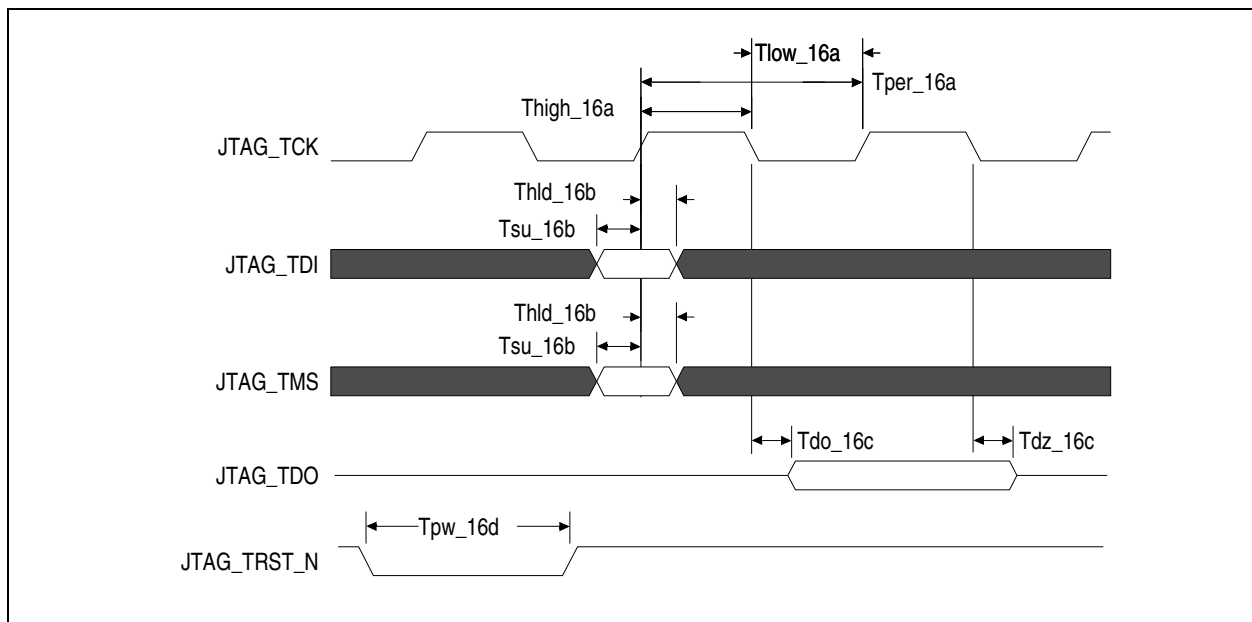 Tlow_16a
Tper_16a
Thigh_16a
JTAG_TCK
Thld_16b
Tsu_16b
JTAG_TDI
Thld_16b
Tsu_16b
JTAG_TMS
Tdo_16c
Tdz_16c
JTAG_TDO
Tpw_16d
JTAG_TRST_N